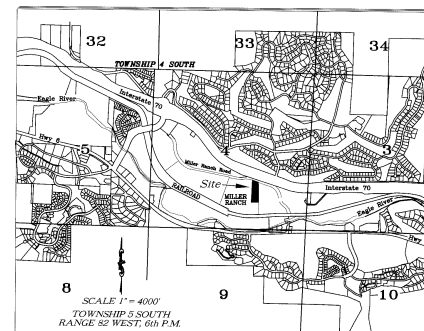 32
33
34
TOWNSHIP 4 SOUTH
Interstate 70
Eagle River
Hwy 6
5
4
3
Miller Ranch Road
RAILROAD
Site
MILLER
RANCH
Interstate 70
Eagle River
Hwy
8
9
10
SCALE 1" = 4000'
TOWNSHIP 5 SOUTH
RANGE 82 WEST, 6th P.M.